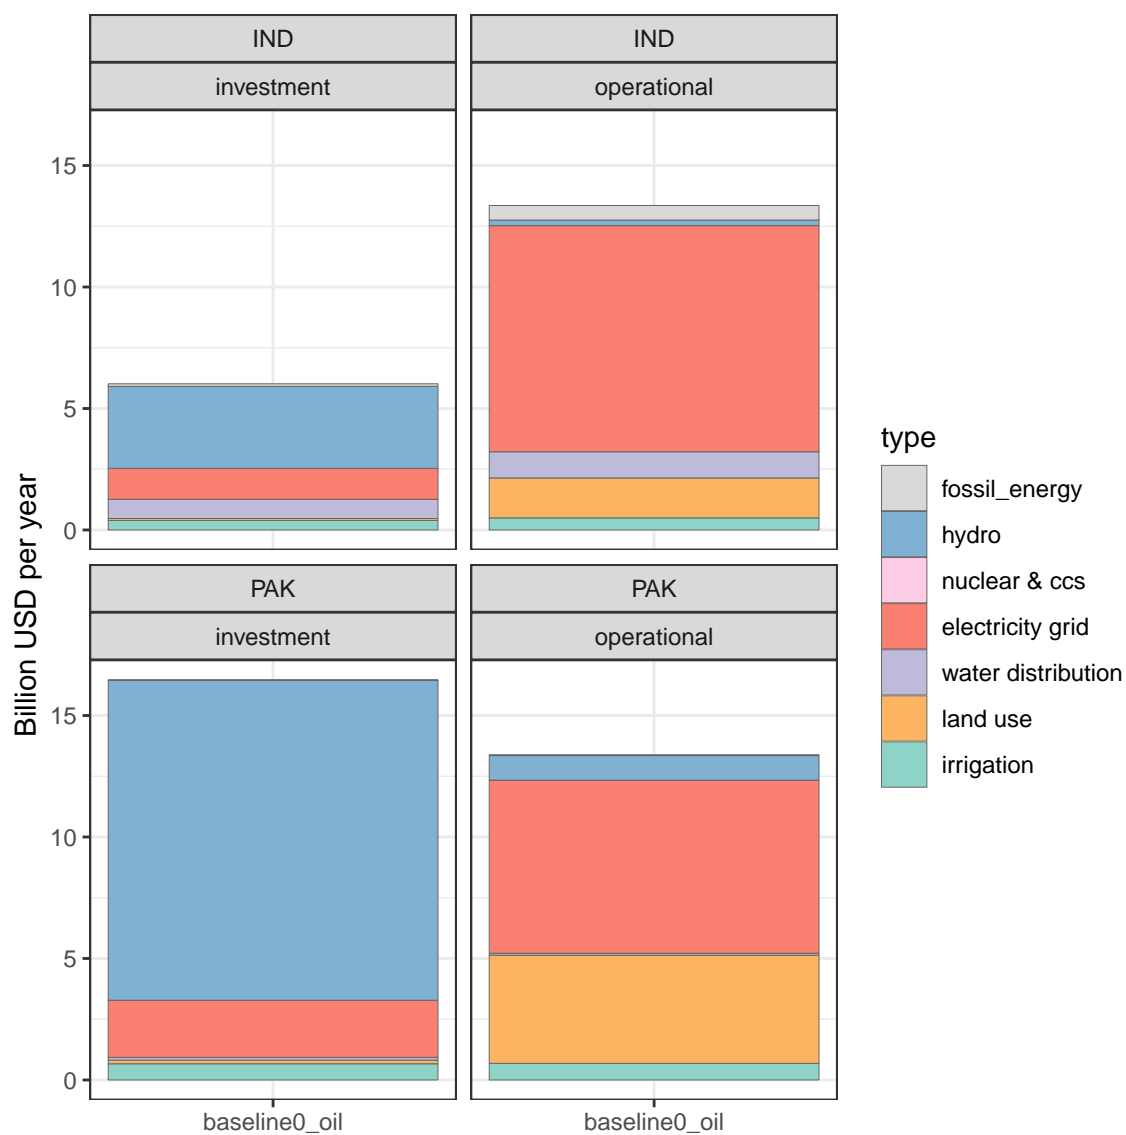 IND
investment
IND
operational
15
10
5
0
PAK
investment
PAK
operational
15
10
5
0
baseline0_oil
baseline0_oil
Billion USD per year
type
fossil_energy
hydro
nuclear & ccs
electricity grid
water distribution
land use
irrigation